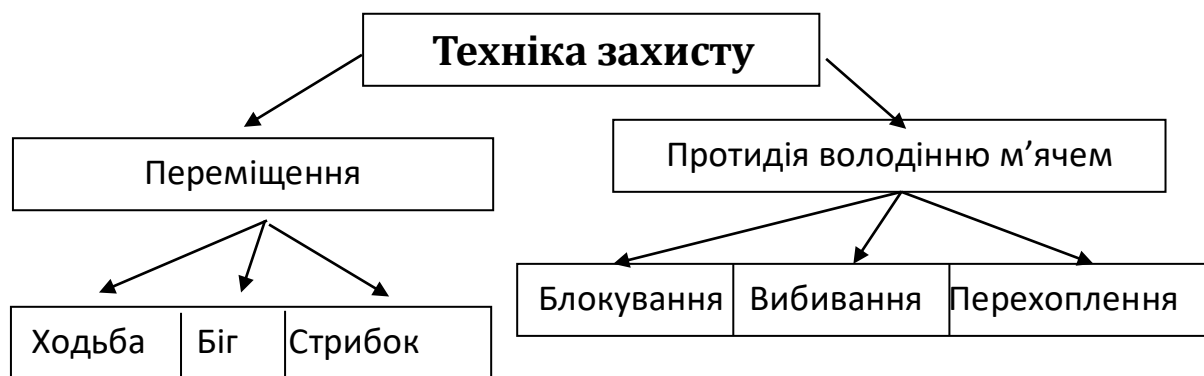 Техніка захисту
Переміщення
Протидія володінню м’ячем
Ходьба Біг Стрибок
Блокування Вибивання Перехоплення